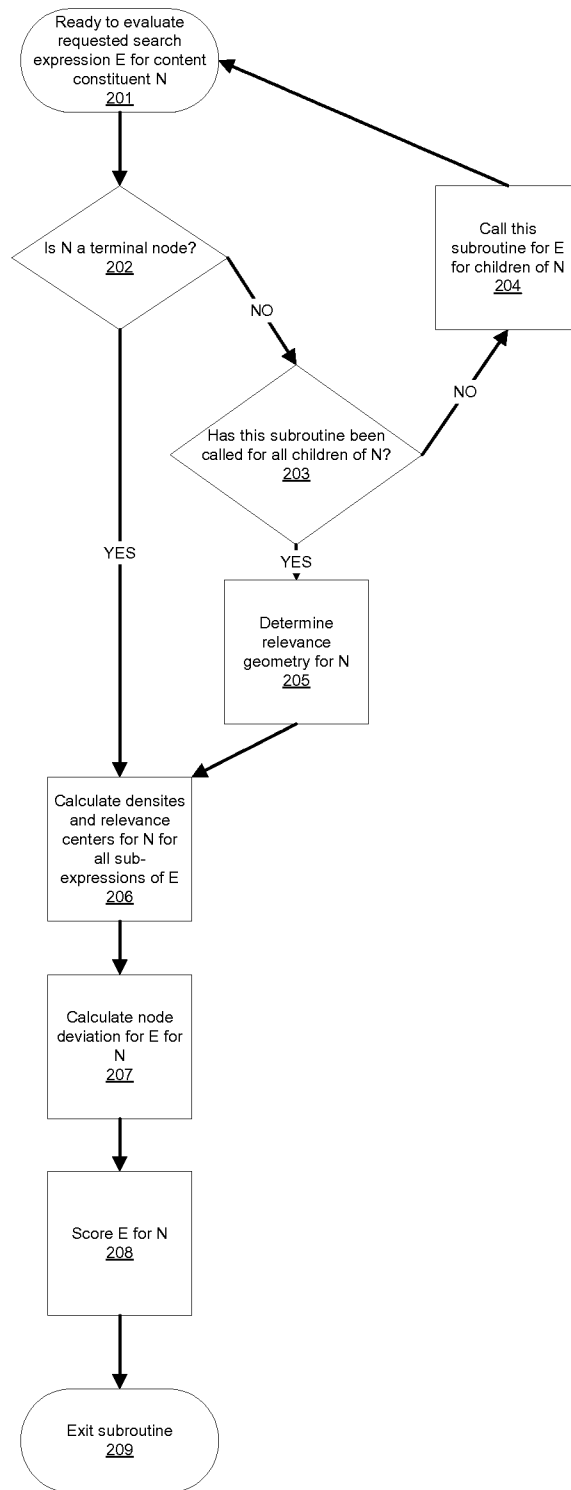 Ready to evaluate
requested search
expression E for content
constituent N
201
Is N a terminal node?
202
NO
Call this
subroutine for E
for children of N
204
NO
Has this subroutine been
called for all children of N?
203
YES
YES
Determine
relevance
geometry for N
205
Calculate densites
and relevance
centers for N for
all sub-
expressions of E
206
Calculate node
deviation for E for
N
207
Score E for N
208
Exit subroutine
209